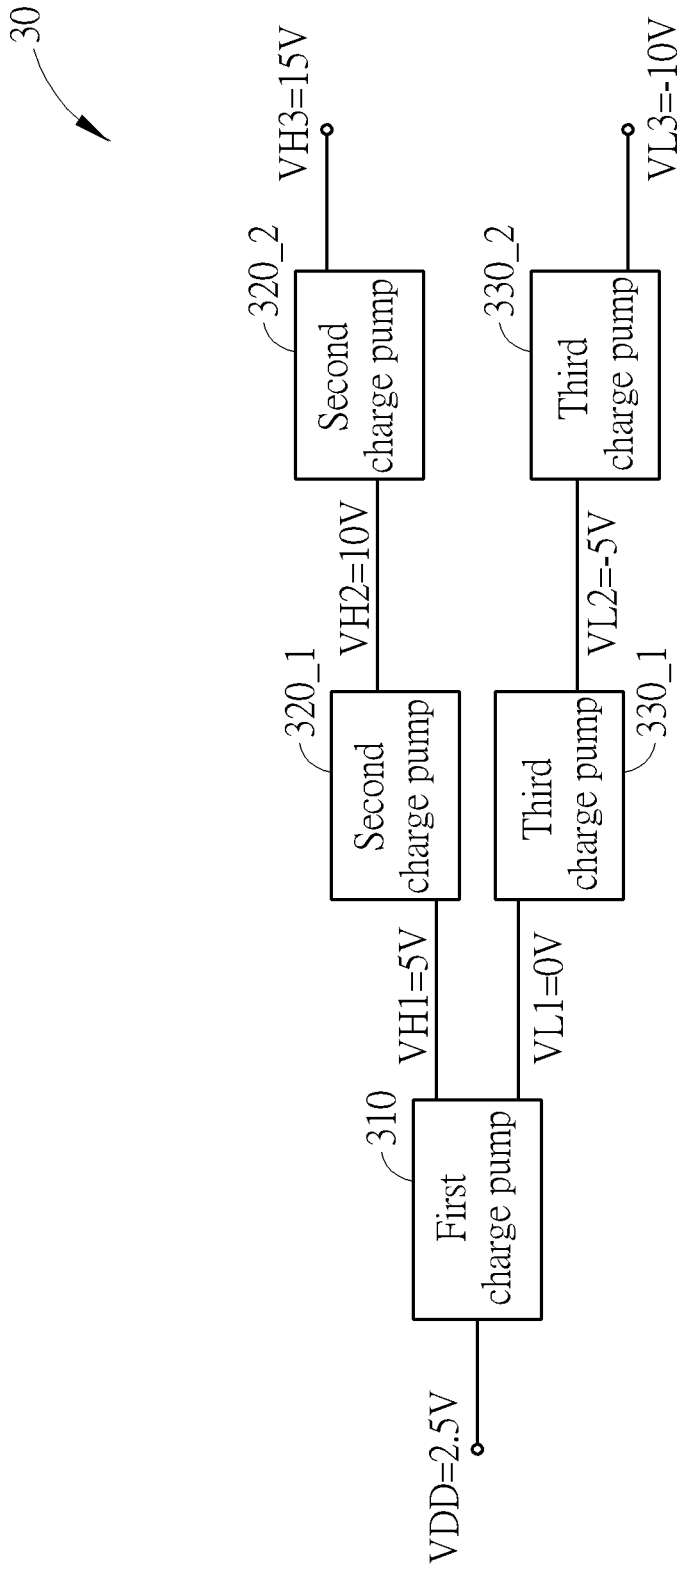 30
VH3=15V
320_2
Second
charge pump
VH2=10V
320_1
Second
charge pump
VH1=5V
310
First
charge pump
VDD=2.5V
VL1=0V
Third
charge pump
330_1
VL2=-5V
330_2
Third
charge pump
VL3=-10V